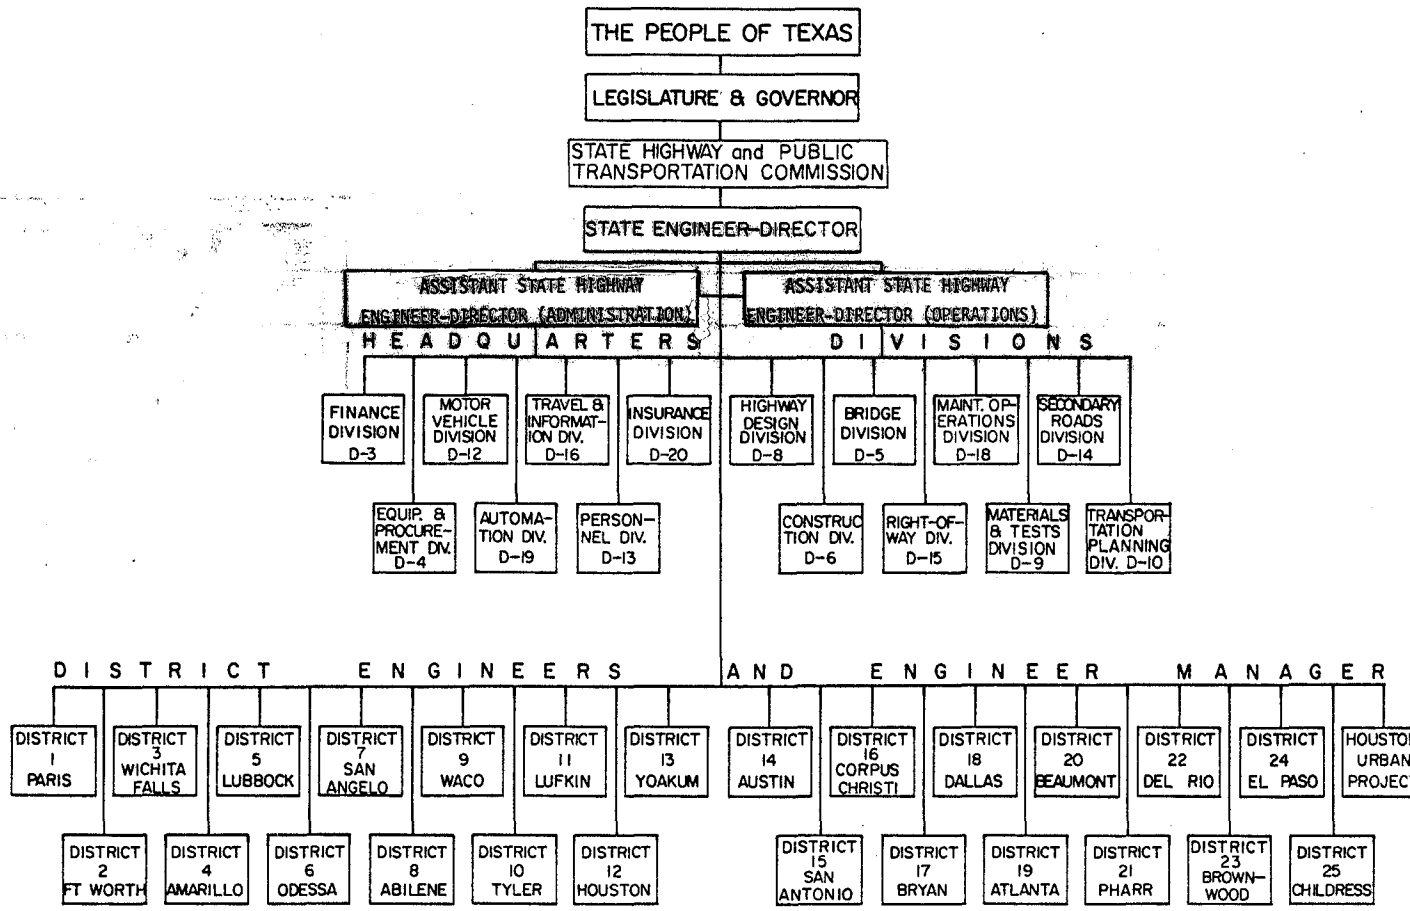 THE PEOPLE OF TEXAS
LEGISLATURE & GOVERNOR
STATE HIGHWAY and PUBLIC
TRANSPORTATION COMMISSION
STATE ENGINEER-DIRECTOR
ASSISTANT STATE HIGHWAY
ENGINEER-DIRECTOR (ADMINISTRATION)
ASSISTANT STATE HIGHWAY
ENGINEER-DIRECTOR (OPERATIONS)
HEADQUARTERS DIVISIONS
FINANCE
DIVISION
D-3
MOTOR
VEHICLE
DIVISION
D-12
TRAVEL &
INFORMAT-
ION DIV.
D-16
INSURANCE
DIVISION
D-20
HIGHWAY
DESIGN
DIVISION
D-8
BRIDGE
DIVISION
D-5
MAINT. OP-
ERATIONS
DIVISION
D-18
SECONDARY
ROADS
DIVISION
D-14
EQUIP. &
PROCURE-
MENT DIV.
D-4
AUTOMA-
TION DIV.
D-19
PERSON-
NEL DIV.
D-13
CONSTRUC
TION DIV.
D-6
RIGHT-OF-
WAY DIV.
D-15
MATERIALS
& TESTS
DIVISION
D-9
TRANSPOR-
TATION
PLANNING
DIV. D-10
DISTRICT ENGINEERS AND ENGINEER MANAGER
DISTRICT
1
PARIS
DISTRICT
3
WICHITA
FALLS
DISTRICT
5
LUBBOCK
DISTRICT
7
SAN
ANGELO
DISTRICT
9
WACO
DISTRICT
11
LUFKIN
DISTRICT
13
YOAKUM
DISTRICT
14
AUSTIN
DISTRICT
16
CORPUS
CHRISTI
DISTRICT
18
DALLAS
DISTRICT
20
BEAUMONT
DISTRICT
22
DEL RIO
DISTRICT
24
EL PASO
HOUSTON
URBAN
PROJECT
DISTRICT
2
FT WORTH
DISTRICT
4
AMARILLO
DISTRICT
6
ODESSA
DISTRICT
8
ABILENE
DISTRICT
10
TYLER
DISTRICT
12
HOUSTON
DISTRICT
15
SAN
ANTONIO
DISTRICT
17
BRYAN
DISTRICT
19
ATLANTA
DISTRICT
21
PHARR
DISTRICT
23
BROWN-
WOOD
DISTRICT
25
CHILDRESS